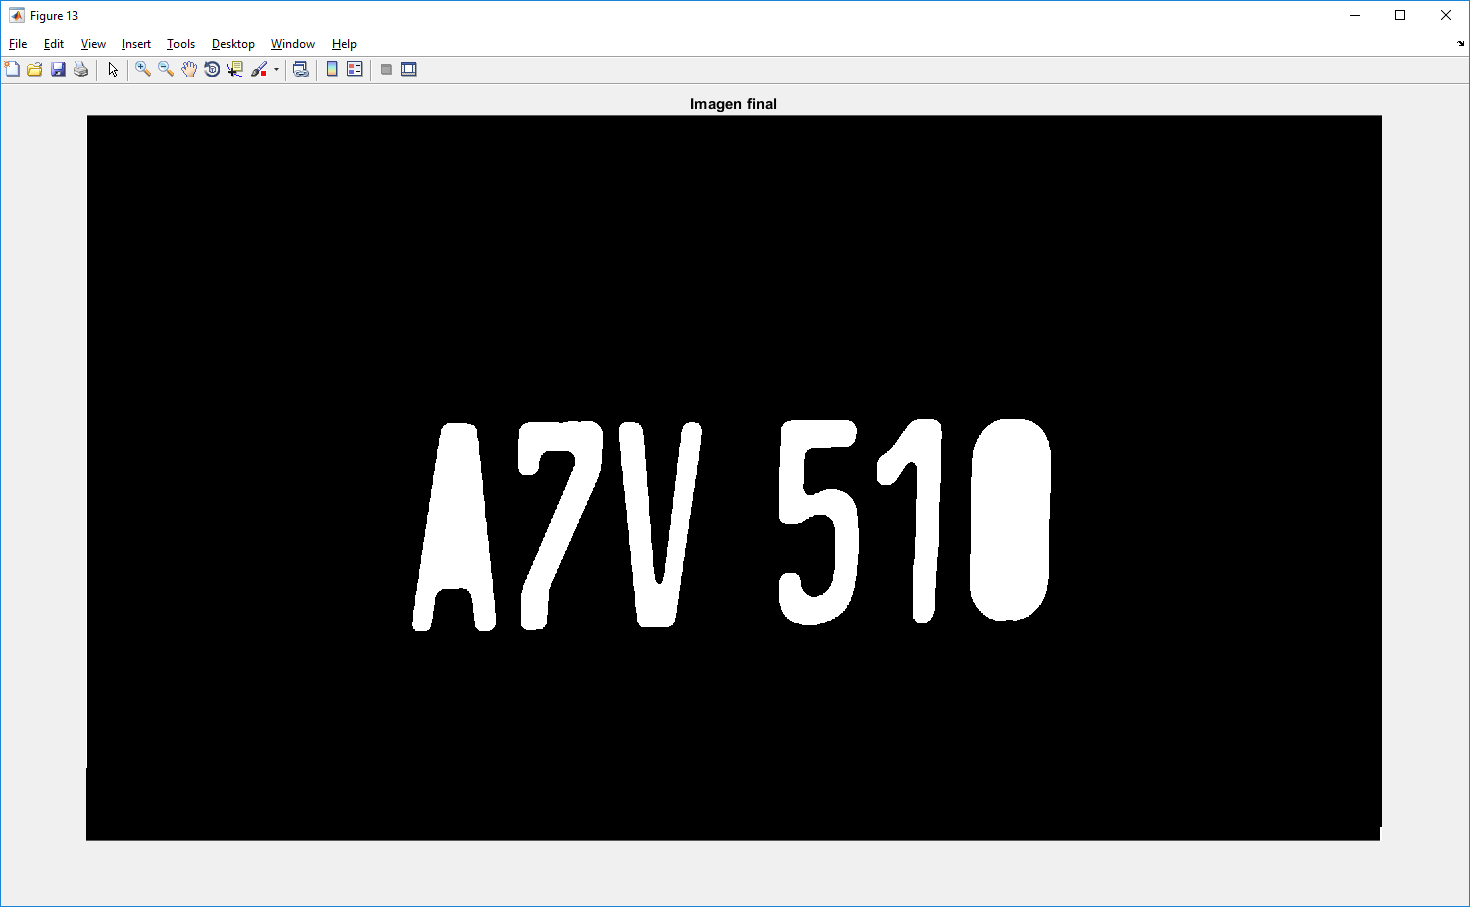 Figure 13
File Edit View Insert Tools Desktop Window Help
Imagen final
A7V 510